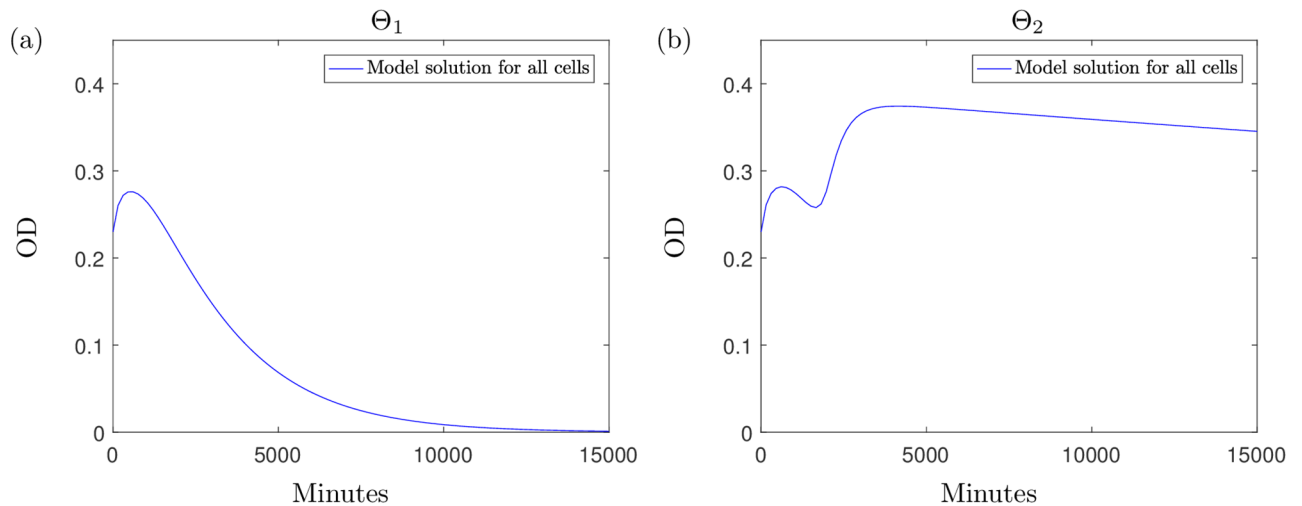 (a)
Θ₁
Model solution for all cells
0.4
0.3
0.2
0.1
0
OD
0 5000 10000 15000
Minutes
(b)
Θ₂
Model solution for all cells
0.4
0.3
0.2
0.1
0
OD
0 5000 10000 15000
Minutes